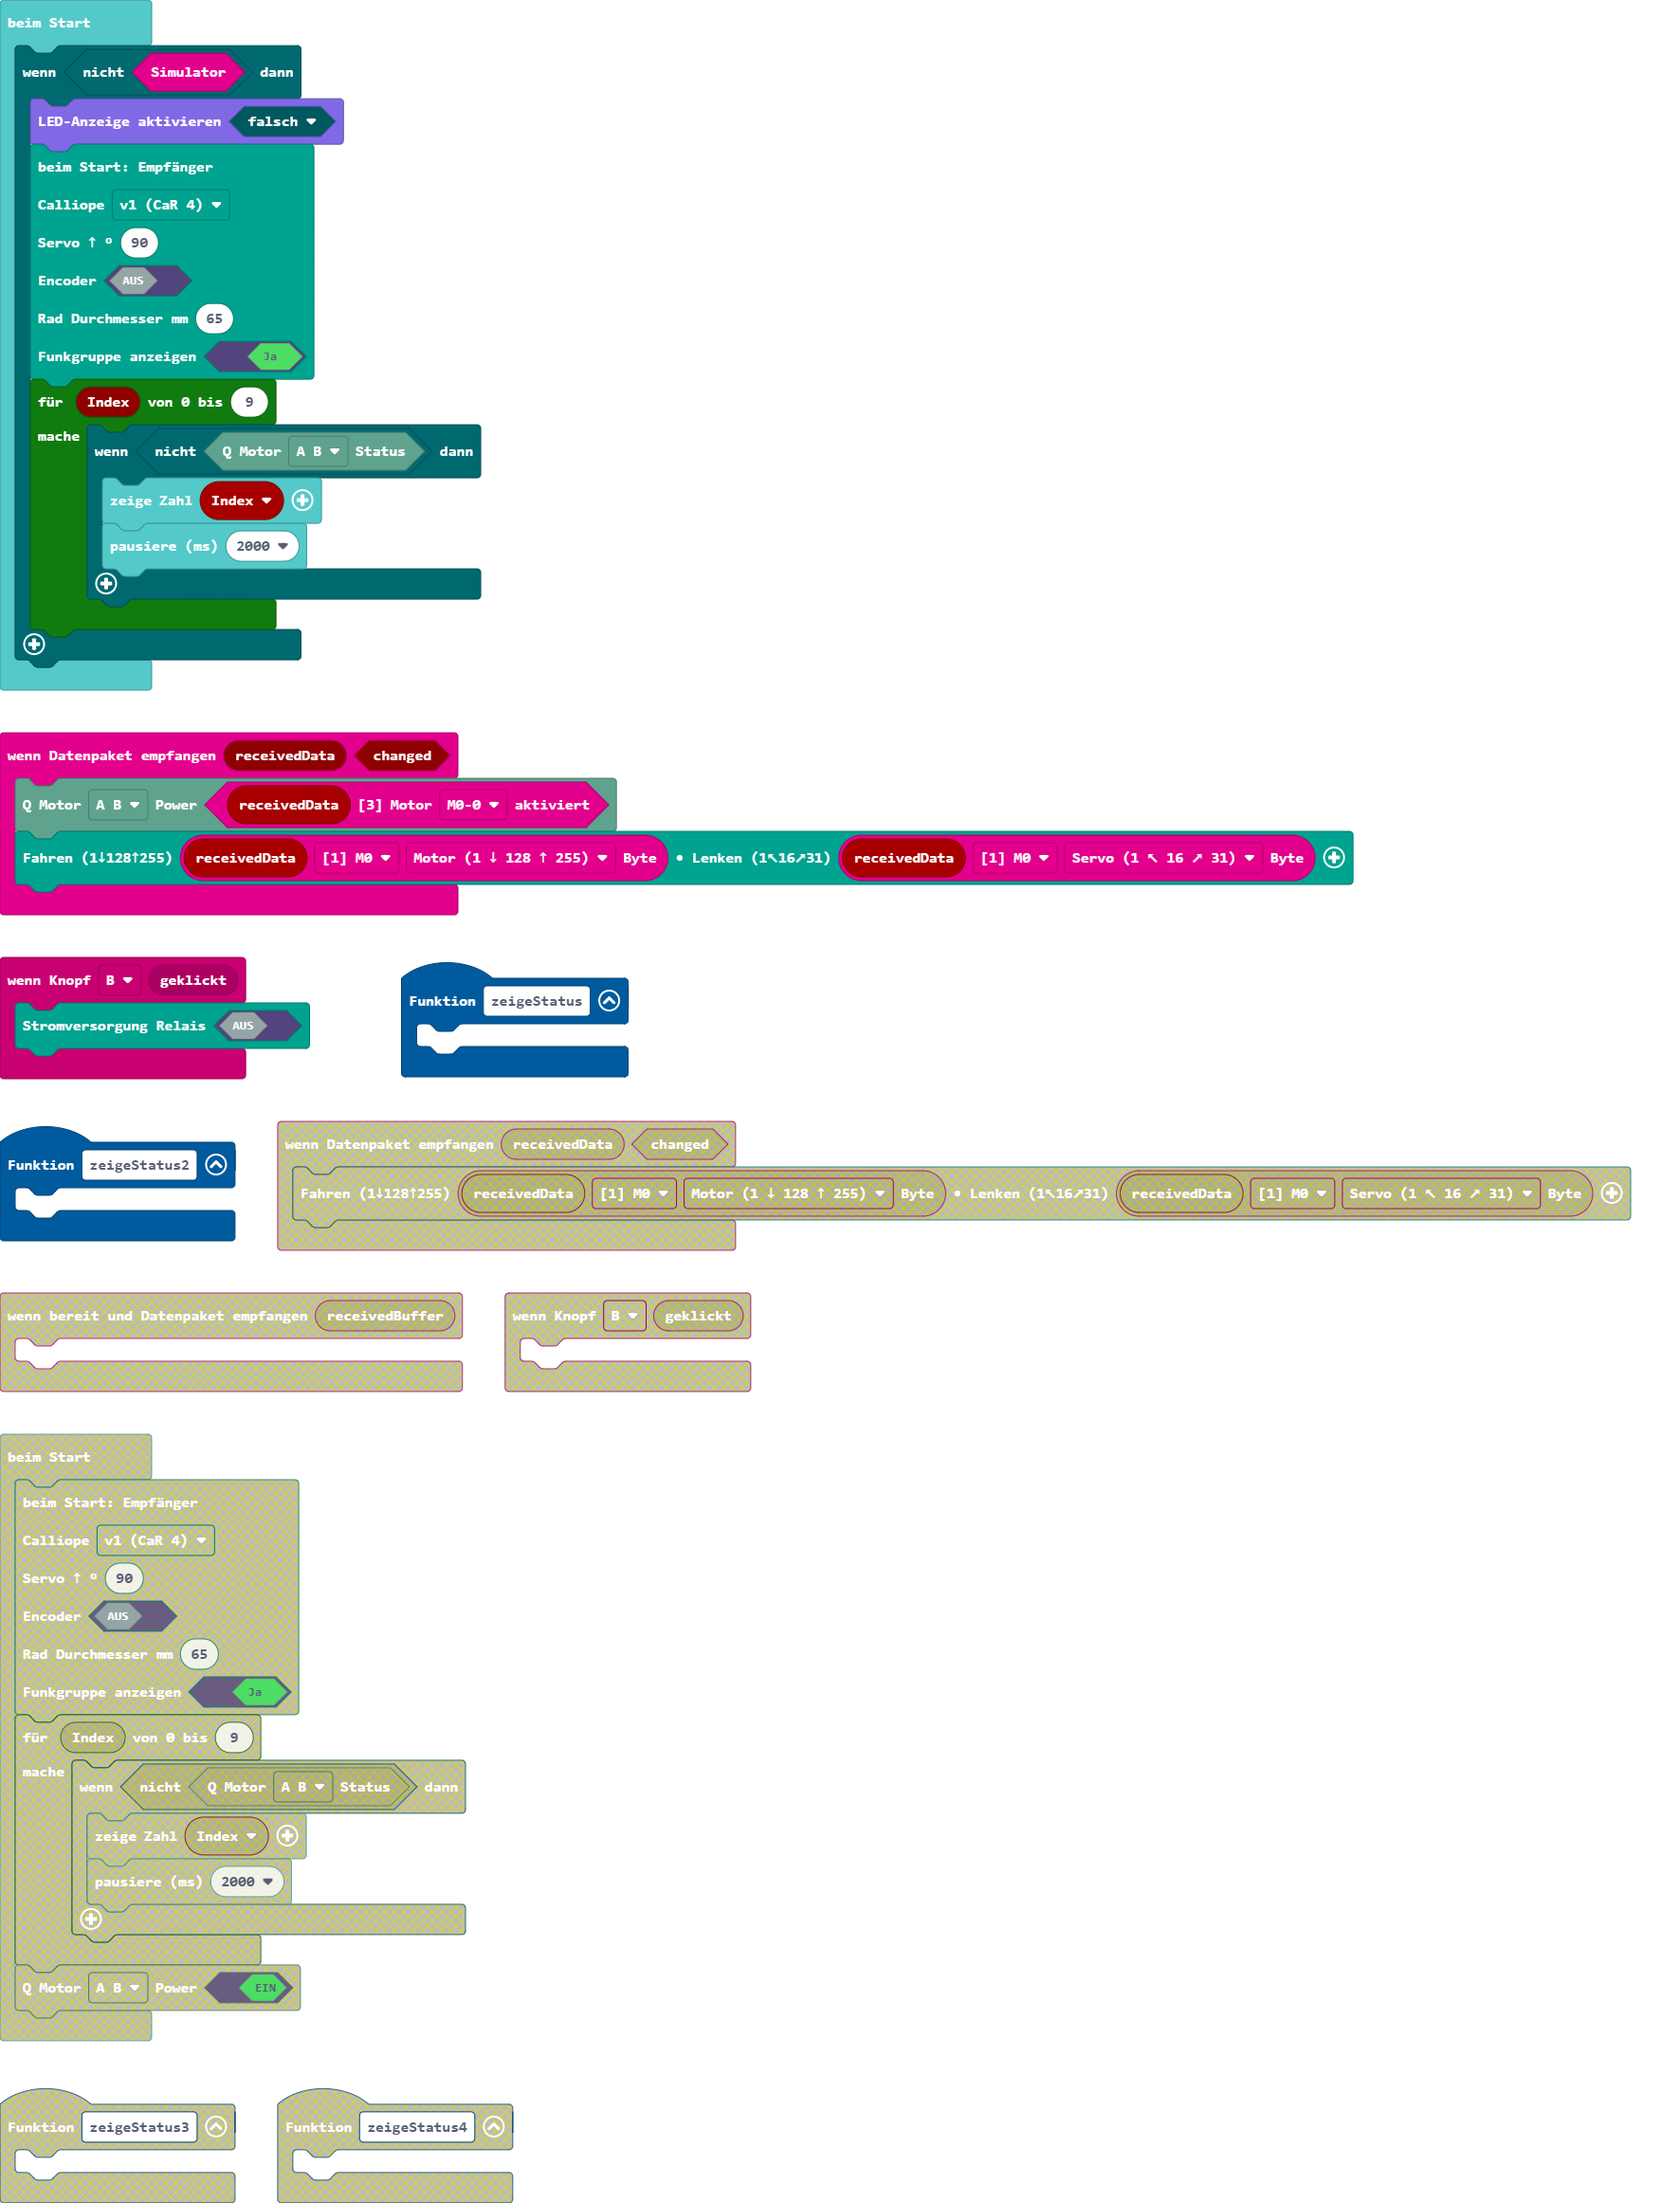 beim Start
wenn nicht Simulator dann
LED-Anzeige aktivieren falsch
beim Start: Empfänger
Calliope v1 (CaR 4)
Servo ↑ º 90
Encoder AUS
Rad Durchmesser mm 65
Funkgruppe anzeigen Ja
für Index von 0 bis 9
mache
wenn nicht Q Motor A B Status dann
zeige Zahl Index
pausiere (ms) 2000
wenn Datenpaket empfangen receivedData changed
Q Motor A B Power receivedData [3] Motor M0-0 aktiviert
Fahren (1↓128↑255) receivedData [1] M0 Motor (1 ↓ 128 ↑ 255) Byte • Lenken (1↖16↗31) receivedData [1] M0 Servo (1 ↖ 16 ↗ 31) Byte
wenn Knopf B geklickt
Stromversorgung Relais AUS
Funktion zeigeStatus
Funktion zeigeStatus2
wenn Datenpaket empfangen receivedData changed
Fahren (1↓128↑255) receivedData [1] M0 Motor (1 ↓ 128 ↑ 255) Byte • Lenken (1↖16↗31) receivedData [1] M0 Servo (1 ↖ 16 ↗ 31) Byte
wenn bereit und Datenpaket empfangen receivedBuffer
wenn Knopf B geklickt
beim Start
beim Start: Empfänger
Calliope v1 (CaR 4)
Servo ↑ º 90
Encoder AUS
Rad Durchmesser mm 65
Funkgruppe anzeigen Ja
für Index von 0 bis 9
mache
wenn nicht Q Motor A B Status dann
zeige Zahl Index
pausiere (ms) 2000
Q Motor A B Power EIN
Funktion zeigeStatus3
Funktion zeigeStatus4